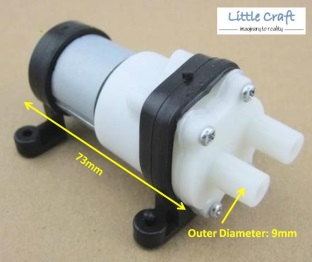 Little Craft
imaginary to reality
73mm
Outer Diameter: 9mm